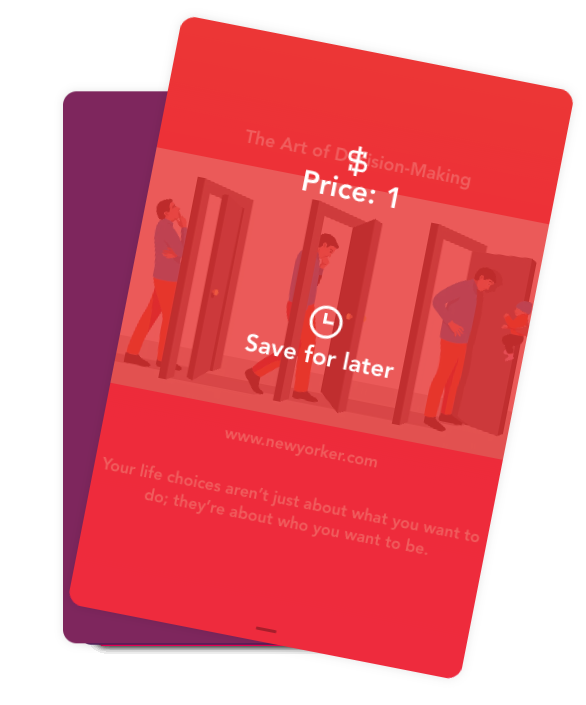 The Art of Decision-Making
$
Price: 1
Save for later
www.newyorker.com
Your life choices aren’t just about what you want to
do; they’re about who you want to be.